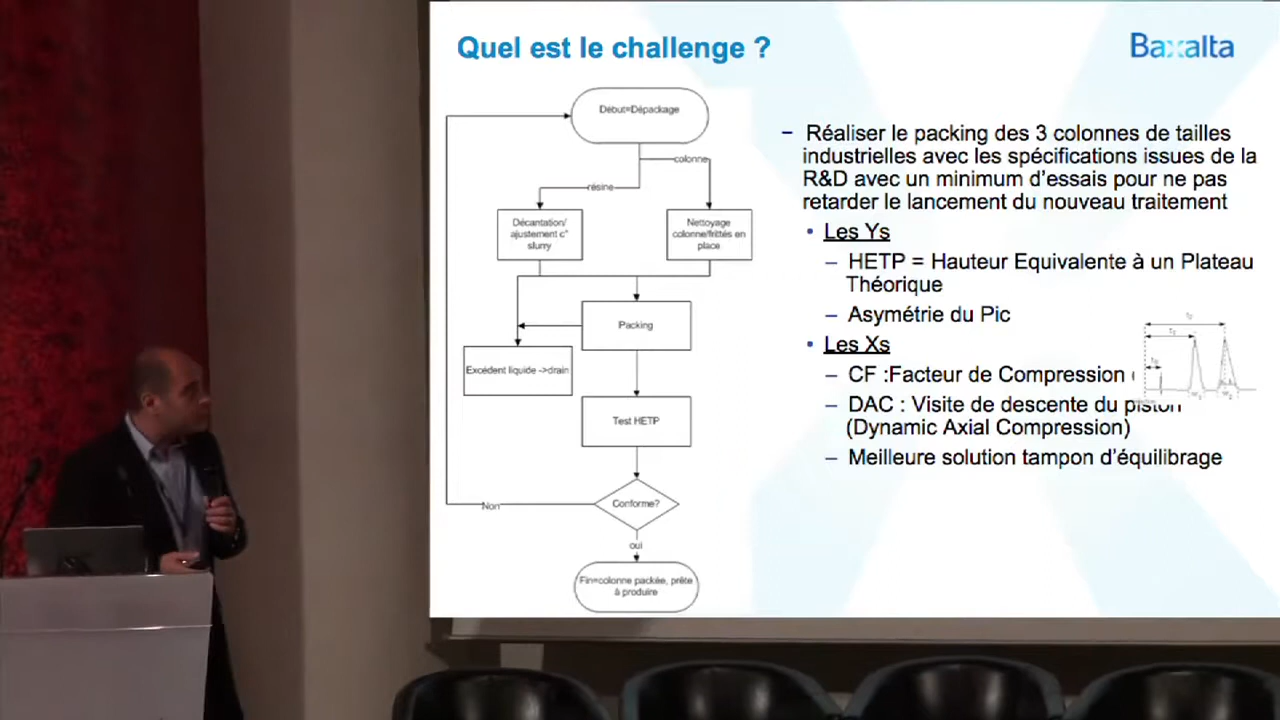 Quel est le challenge ?
Baxalta
Début=Dépackage
colonne
résine
Décantation/
ajustement c°
slurry
Nettoyage
colonne/frittés en
place
Packing
Excédent liquide ->drain
Test HETP
Conforme?
Non
oui
Fin=colonne packée, prête
à produire
– Réaliser le packing des 3 colonnes de tailles
industrielles avec les spécifications issues de la
R&D avec un minimum d'essais pour ne pas
retarder le lancement du nouveau traitement
• Les Ys
– HETP = Hauteur Equivalente à un Plateau
Théorique
– Asymétrie du Pic
• Les Xs
– CF :Facteur de Compression
– DAC : Visite de descente du piston
(Dynamic Axial Compression)
– Meilleure solution tampon d'équilibrage